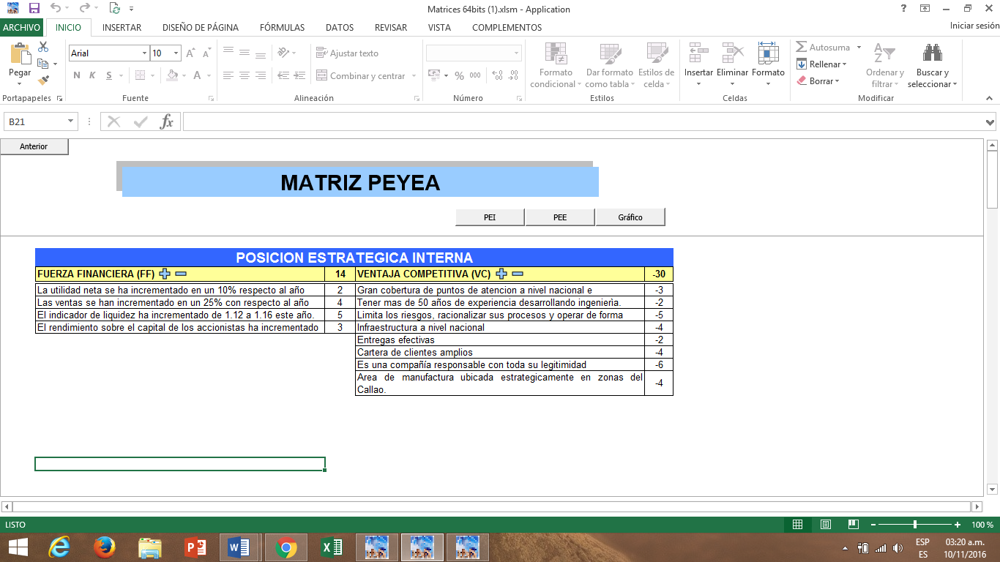 Matrices 64bits (1).xlsm - Application
?
ARCHIVO INICIO INSERTAR DISEÑO DE PÁGINA FÓRMULAS DATOS REVISAR VISTA COMPLEMENTOS Iniciar sesión
Pegar
Arial 10
N K S
Ajustar texto
Combinar y centrar
% 000
Formato condicional
Dar formato como tabla
Estilos de celda
Insertar Eliminar Formato
Autosuma
Rellenar
Borrar
Ordenar y filtrar
Buscar y seleccionar
Portapapeles Fuente Alineación Número Estilos Celdas Modificar
B21 fx
Anterior
MATRIZ PEYEA
PEI PEE Gráfico
POSICION ESTRATEGICA INTERNA
FUERZA FINANCIERA (FF) 14 VENTAJA COMPETITIVA (VC) -30
La utilidad neta se ha incrementado en un 10% respecto al año 2 Gran cobertura de puntos de atencion a nivel nacional e -3
Las ventas se han incrementado en un 25% con respecto al año 4 Tener mas de 50 años de experiencia desarrollando ingenierìa. -2
El indicador de liquidez ha incrementado de 1.12 a 1.16 este año. 5 Limita los riesgos, racionalizar sus procesos y operar de forma -5
El rendimiento sobre el capital de los accionistas ha incrementado 3 Infraestructura a nivel nacional -4
Entregas efectivas -2
Cartera de clientes amplios -4
Es una compañía responsable con toda su legitimidad -6
Area de manufactura ubicada estrategicamente en zonas del
Callao. -4
LISTO 100 %
ESP 03:20 a.m.
ES 10/11/2016